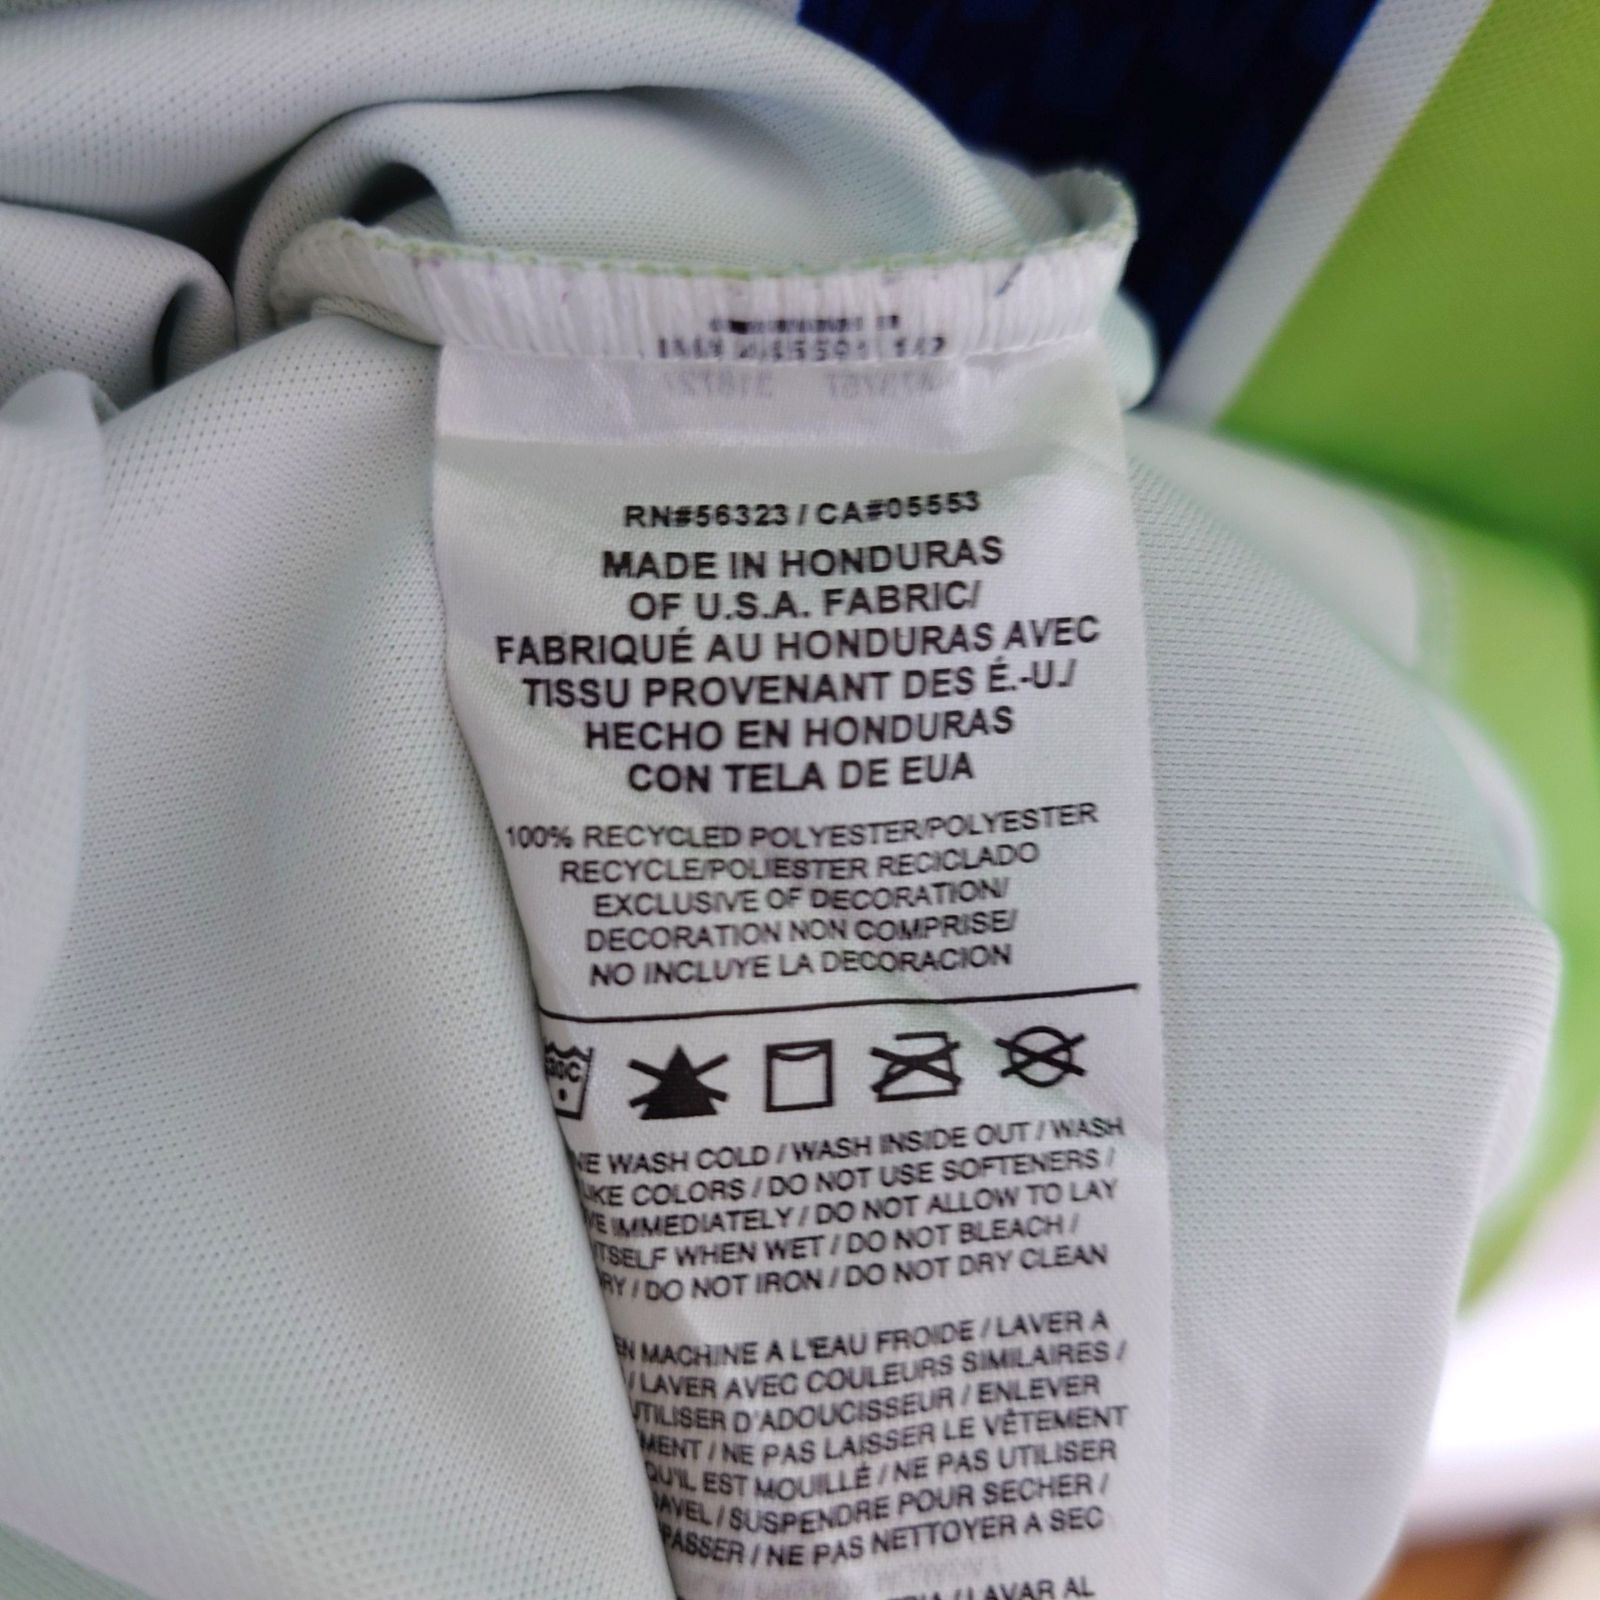 RN#56323 / CA#05553
MADE IN HONDURAS
OF U.S.A. FABRIC/
FABRIQUÉ AU HONDURAS AVEC
TISSU PROVENANT DES É.-U./
HECHO EN HONDURAS
CON TELA DE EUA
100% RECYCLED POLYESTER/POLYESTER
RECYCLE/POLIESTER RECICLADO
EXCLUSIVE OF DECORATION/
DECORATION NON COMPRISE/
NO INCLUYE LA DECORACION
30C
WASH COLD / WASH INSIDE OUT / WASH
COLORS / DO NOT USE SOFTENERS /
IMMEDIATELY / DO NOT ALLOW TO LAY
WHEN WET / DO NOT BLEACH /
/ DO NOT IRON / DO NOT DRY CLEAN
EN MACHINE A L'EAU FROIDE / LAVER A
/ LAVER AVEC COULEURS SIMILAIRES /
UTILISER D'ADOUCISSEUR / ENLEVER
/ NE PAS LAISSER LE VÊTEMENT
QU'IL EST MOUILLÉ / NE PAS UTILISER
/ SUSPENDRE POUR SECHER /
/ NE PAS NETTOYER A SEC
/ LAVAR AL